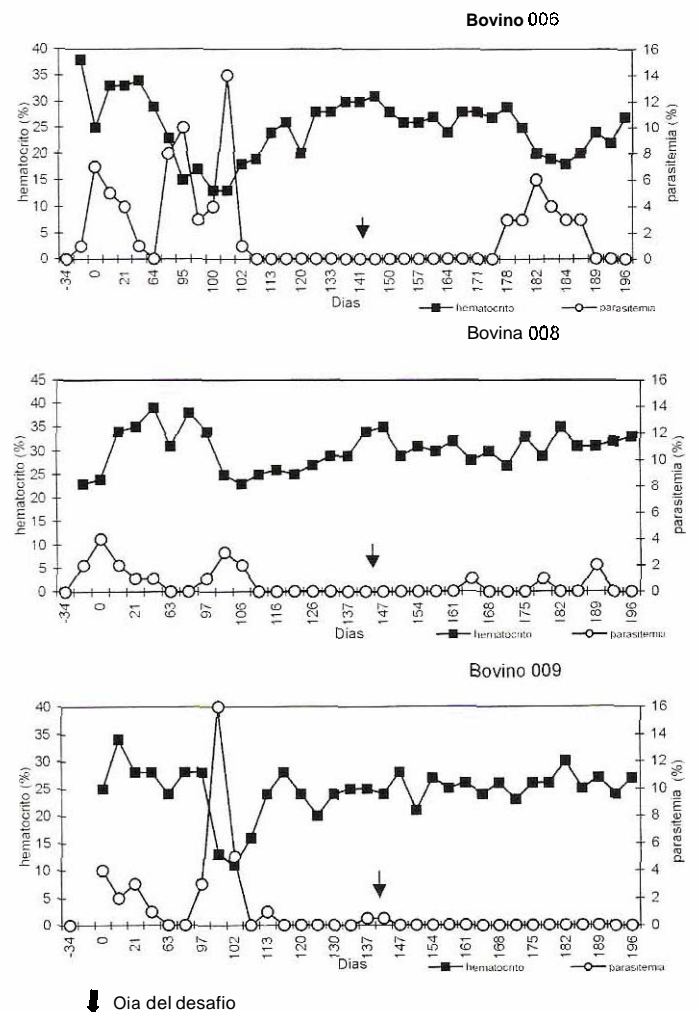 Bovino 006
40
35
30
25
20
15
10
5
0
hematocrito (%)
16
14
12
10
8
6
4
2
0
parasitemia (%)
-34 0 21 64 95 100 102 113 120 133 141 150 157 164 171 178 182 184 189 196
Dias
hematocrito parasitemia
Bovina 008
45
40
35
30
25
20
15
10
5
0
hematocrito (%)
16
14
12
10
8
6
4
2
0
parasitemia (%)
-34 0 21 63 97 106 116 126 137 147 154 161 168 175 182 189 196
Dias
hematocrito parasitemia
Bovino 009
40
35
30
25
20
15
10
5
0
hematocrito (%)
16
14
12
10
8
6
4
2
0
parasitemia (%)
-34 0 21 63 97 102 113 120 130 137 147 154 161 168 175 182 189 196
Dias
hematocrito parasitemia
Oia del desafio